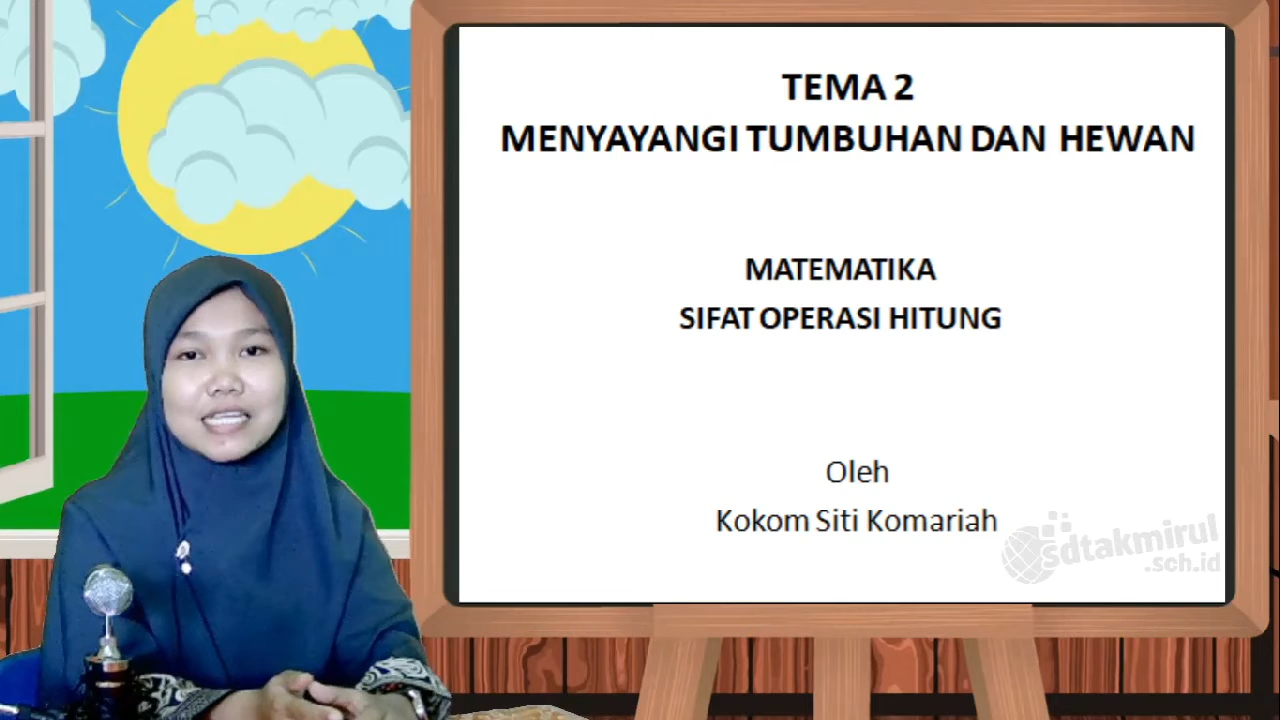 TEMA 2
MENYAYANGI TUMBUHAN DAN HEWAN
MATEMATIKA
SIFAT OPERASI HITUNG
Oleh
Kokom Siti Komariah
sdtakmirul
.sch.id